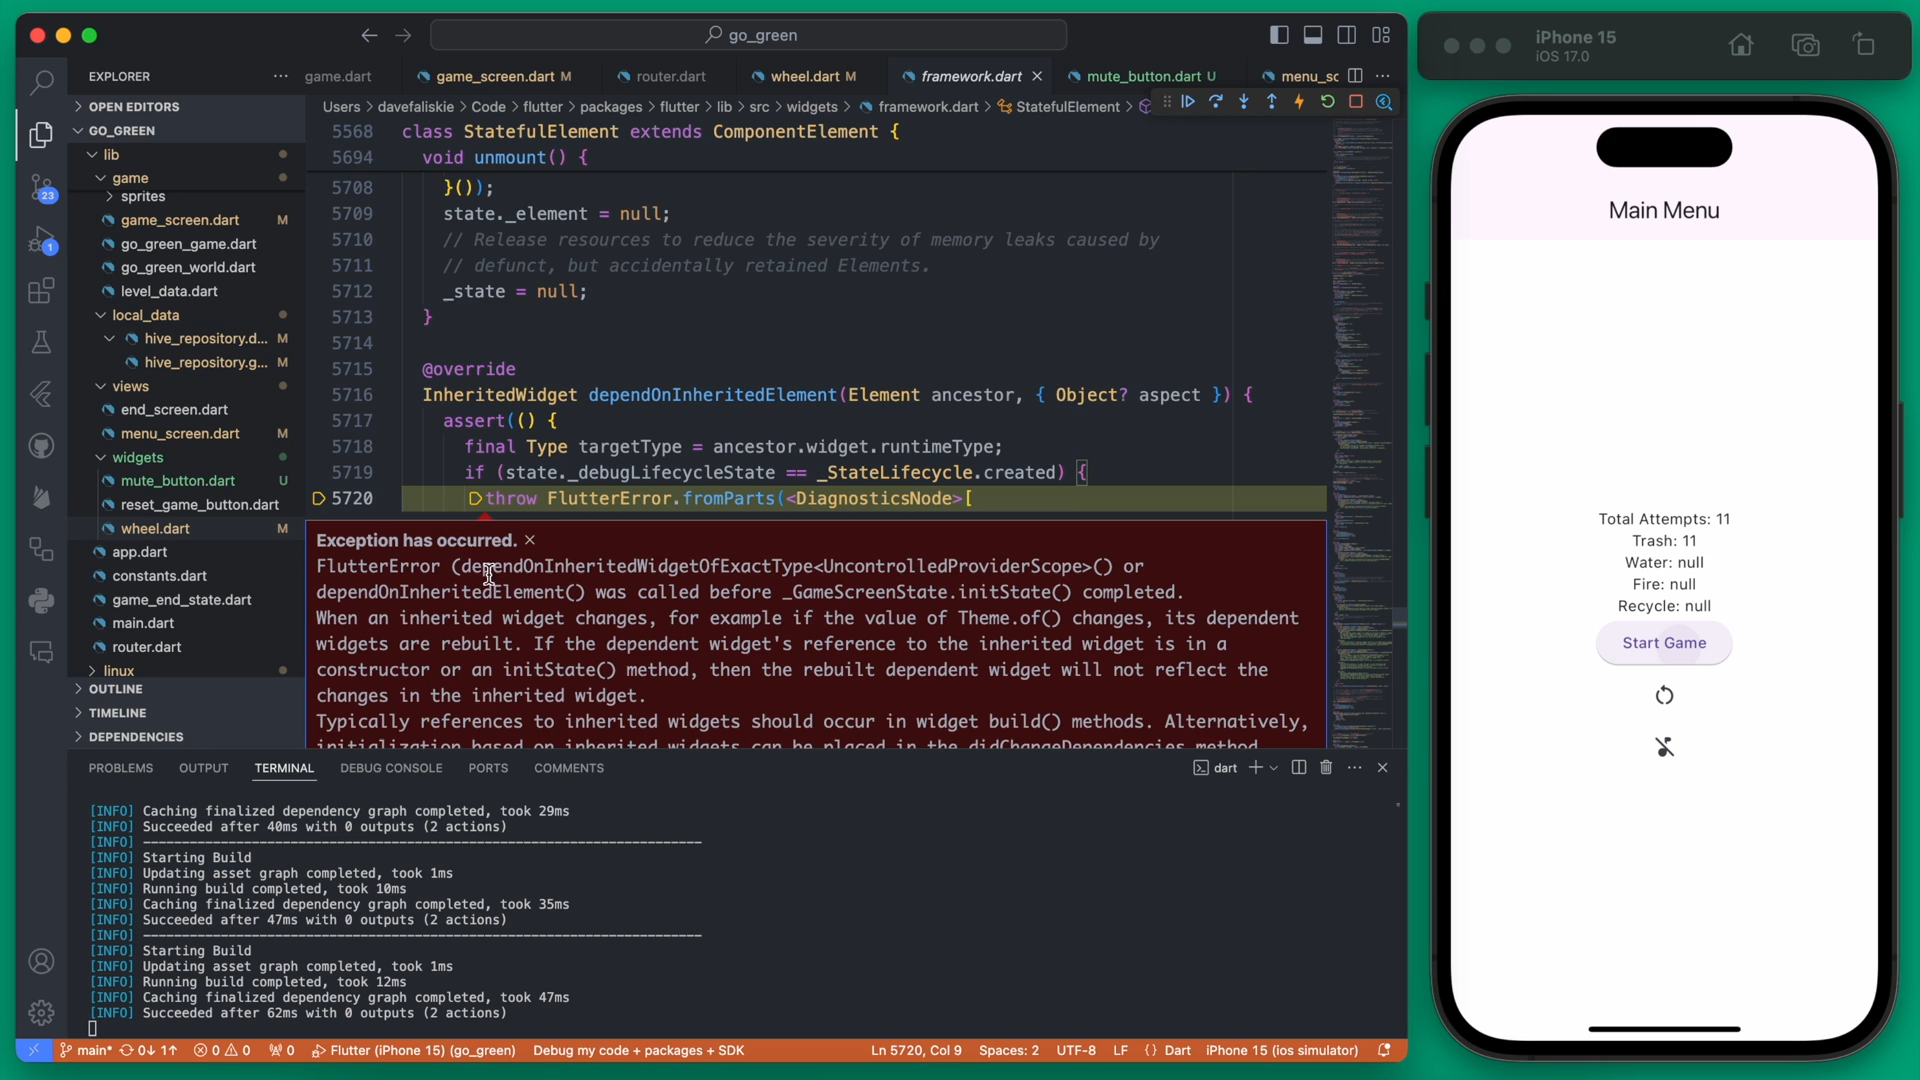 go_green
EXPLORER
game.dart
game_screen.dart M
router.dart
wheel.dart M
framework.dart
mute_button.dart U
menu_sc
Users > davefaliskie > Code > flutter > packages > flutter > lib > src > widgets > framework.dart > StatefulElement >
OPEN EDITORS
GO_GREEN
lib
game
sprites
game_screen.dart M
go_green_game.dart
go_green_world.dart
level_data.dart
local_data
hive_repository.d... M
hive_repository.g... M
views
end_screen.dart
menu_screen.dart M
widgets
mute_button.dart U
reset_game_button.dart
wheel.dart M
app.dart
constants.dart
game_end_state.dart
main.dart
router.dart
linux
OUTLINE
TIMELINE
DEPENDENCIES
23
1
5568 class StatefulElement extends ComponentElement {
5694 void unmount() {
5708 }());
5709 state._element = null;
5710 // Release resources to reduce the severity of memory leaks caused by
5711 // defunct, but accidentally retained Elements.
5712 _state = null;
5713 }
5714
5715 @override
5716 InheritedWidget dependOnInheritedElement(Element ancestor, { Object? aspect }) {
5717 assert(() {
5718 final Type targetType = ancestor.widget.runtimeType;
5719 if (state._debugLifecycleState == _StateLifecycle.created) {
5720 throw FlutterError.fromParts(<DiagnosticsNode>[
Exception has occurred.
FlutterError (dependOnInheritedWidgetOfExactType<UncontrolledProviderScope>() or
dependOnInheritedElement() was called before _GameScreenState.initState() completed.
When an inherited widget changes, for example if the value of Theme.of() changes, its dependent
widgets are rebuilt. If the dependent widget's reference to the inherited widget is in a
constructor or an initState() method, then the rebuilt dependent widget will not reflect the
changes in the inherited widget.
Typically references to inherited widgets should occur in widget build() methods. Alternatively,
initialization based on inherited widgets can be placed in the didChangeDependencies method
PROBLEMS
OUTPUT
TERMINAL
DEBUG CONSOLE
PORTS
COMMENTS
dart
[INFO] Caching finalized dependency graph completed, took 29ms
[INFO] Succeeded after 40ms with 0 outputs (2 actions)
[INFO] ------------------------------------------------------------------------
[INFO] Starting Build
[INFO] Updating asset graph completed, took 1ms
[INFO] Running build completed, took 10ms
[INFO] Caching finalized dependency graph completed, took 35ms
[INFO] Succeeded after 47ms with 0 outputs (2 actions)
[INFO] ------------------------------------------------------------------------
[INFO] Starting Build
[INFO] Updating asset graph completed, took 1ms
[INFO] Running build completed, took 12ms
[INFO] Caching finalized dependency graph completed, took 47ms
[INFO] Succeeded after 62ms with 0 outputs (2 actions)
main* 0↓ 1↑ 0 0 0 Flutter (iPhone 15) (go_green) Debug my code + packages + SDK Ln 5720, Col 9 Spaces: 2 UTF-8 LF {} Dart iPhone 15 (ios simulator)
iPhone 15
iOS 17.0
Main Menu
Total Attempts: 11
Trash: 11
Water: null
Fire: null
Recycle: null
Start Game